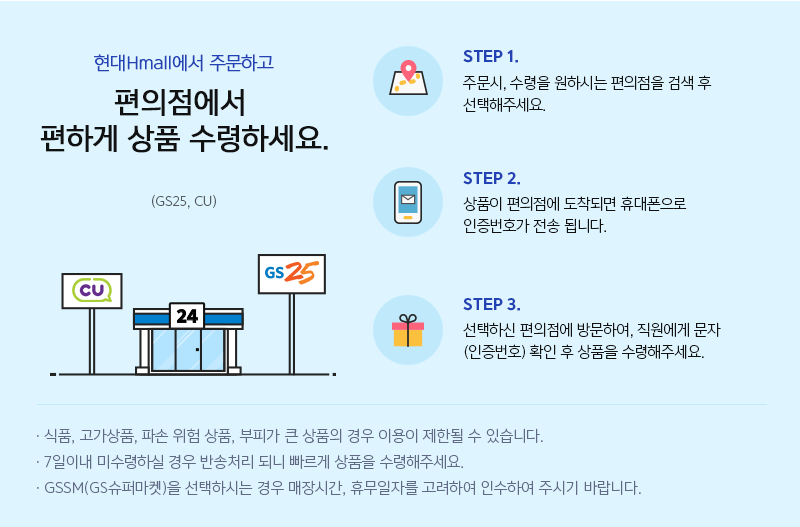 현대Hmall에서 주문하고
편의점에서
편하게 상품 수령하세요.
(GS25, CU)
CU
GS25
24
STEP 1.
주문시, 수령을 원하시는 편의점을 검색 후
선택해주세요.
STEP 2.
상품이 편의점에 도착되면 휴대폰으로
인증번호가 전송 됩니다.
STEP 3.
선택하신 편의점에 방문하여, 직원에게 문자
(인증번호) 확인 후 상품을 수령해주세요.
· 식품, 고가상품, 파손 위험 상품, 부피가 큰 상품의 경우 이용이 제한될 수 있습니다.
· 7일이내 미수령하실 경우 반송처리 되니 빠르게 상품을 수령해주세요.
· GSSM(GS슈퍼마켓)을 선택하시는 경우 매장시간, 휴무일자를 고려하여 인수하여 주시기 바랍니다.